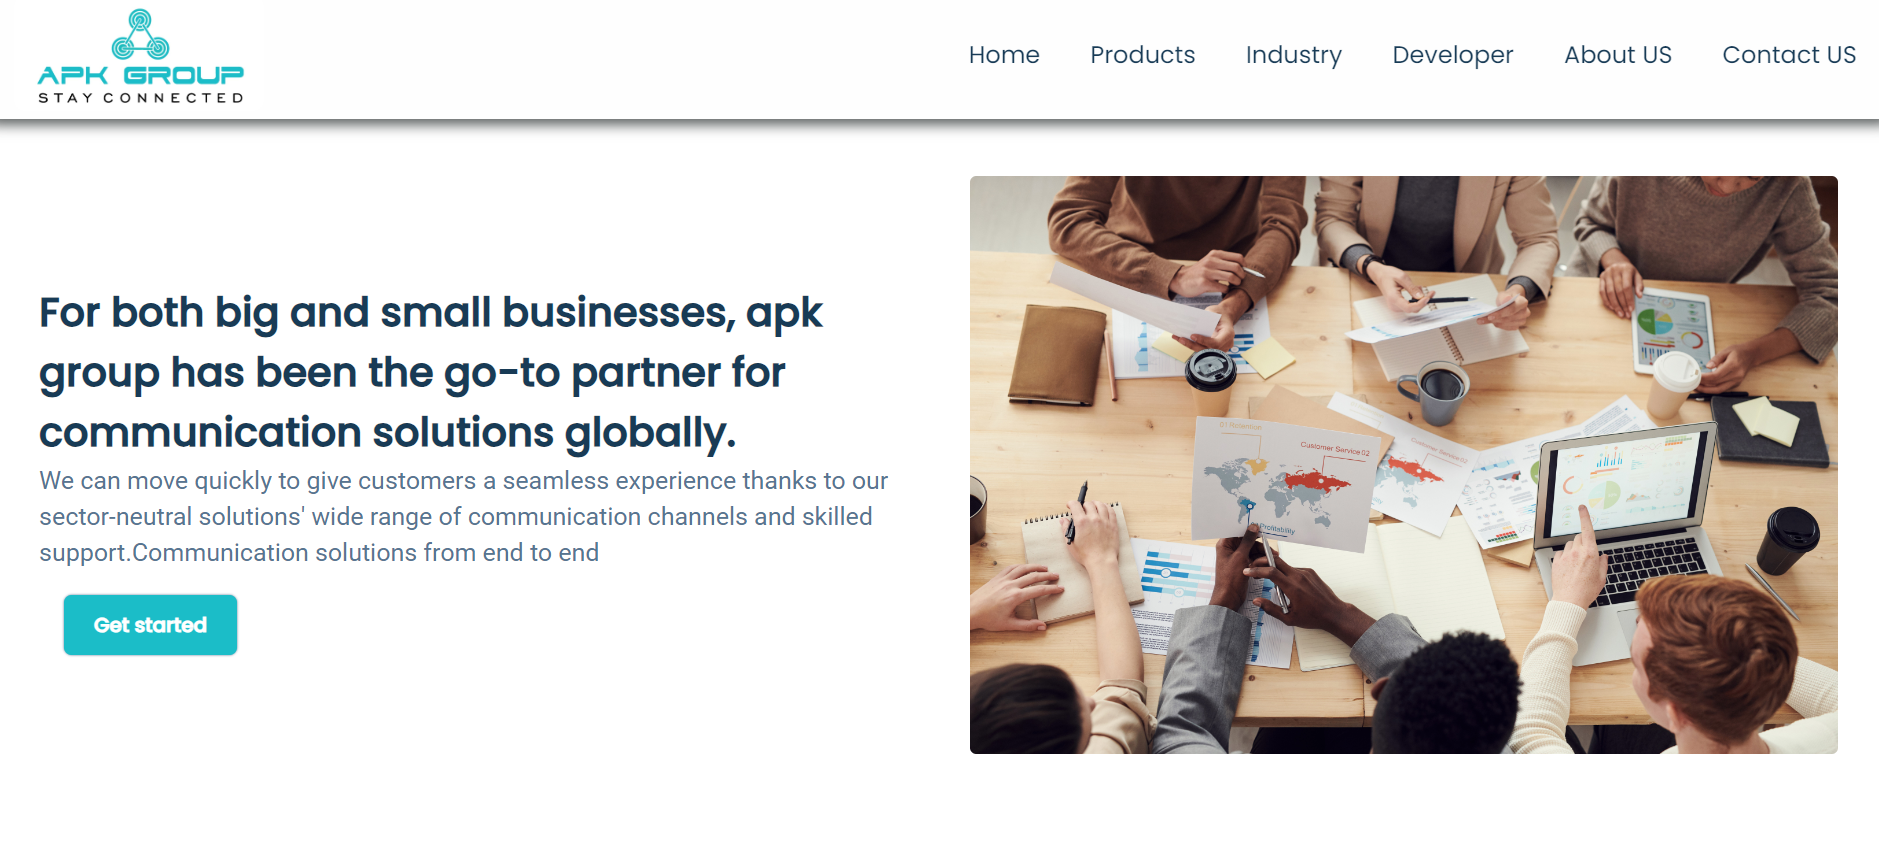 APK GROUP
STAY CONNECTED
Home Products Industry Developer About US Contact US
For both big and small businesses, apk
group has been the go-to partner for
communication solutions globally.
We can move quickly to give customers a seamless experience thanks to our
sector-neutral solutions' wide range of communication channels and skilled
support.Communication solutions from end to end
Get started
Customer Service 02
Profitability